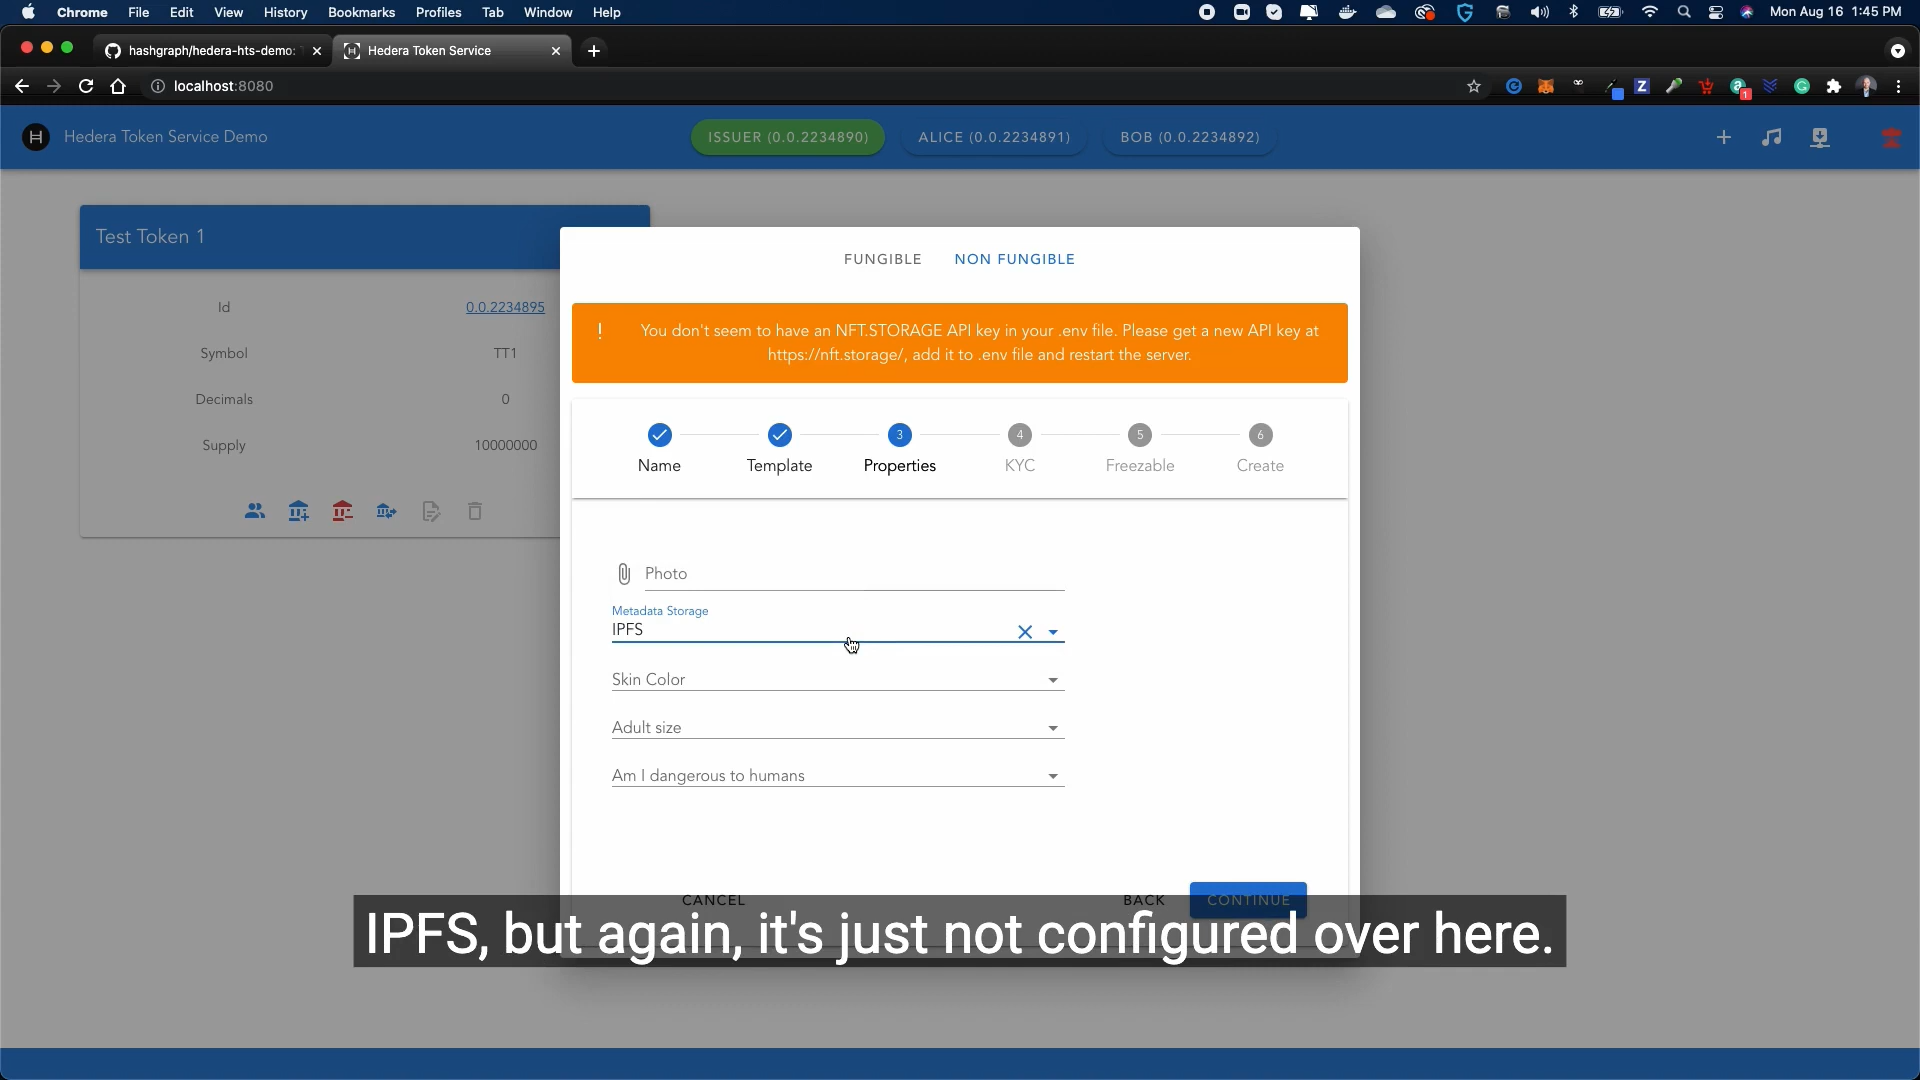 Chrome File Edit View History Bookmarks Profiles Tab Window Help Mon Aug 16 1:45 PM
hashgraph/hedera-hts-demo: Hedera Token Service
localhost:8080
Hedera Token Service Demo ISSUER (0.0.2234890) ALICE (0.0.2234891) BOB (0.0.2234892)
Test Token 1
FUNGIBLE NON FUNGIBLE
Id 0.0.2234895
Symbol TT1
Decimals 0
Supply 10000000
! You don't seem to have an NFT.STORAGE API key in your .env file. Please get a new API key at
https://nft.storage/, add it to .env file and restart the server.
3 4 5 6
Name Template Properties KYC Freezable Create
Photo
Metadata Storage
IPFS
Skin Color
Adult size
Am I dangerous to humans
CANCEL BACK CONTINUE
IPFS, but again, it's just not configured over here.